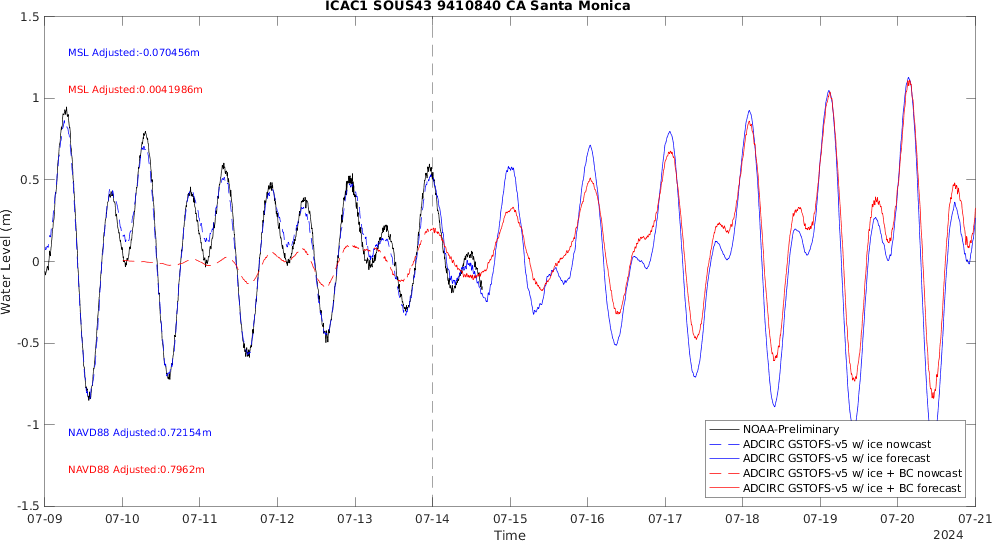 ICAC1 SOUS43 9410840 CA Santa Monica
1.5
1
0.5
0
-0.5
-1
-1.5
Water Level (m)
MSL Adjusted:-0.070456m
MSL Adjusted:0.0041986m
NAVD88 Adjusted:0.72154m
NAVD88 Adjusted:0.7962m
NOAA-Preliminary
ADCIRC GSTOFS-v5 w/ ice nowcast
ADCIRC GSTOFS-v5 w/ ice forecast
ADCIRC GSTOFS-v5 w/ ice + BC nowcast
ADCIRC GSTOFS-v5 w/ ice + BC forecast
07-09 07-10 07-11 07-12 07-13 07-14 07-15 07-16 07-17 07-18 07-19 07-20 07-21
Time
2024